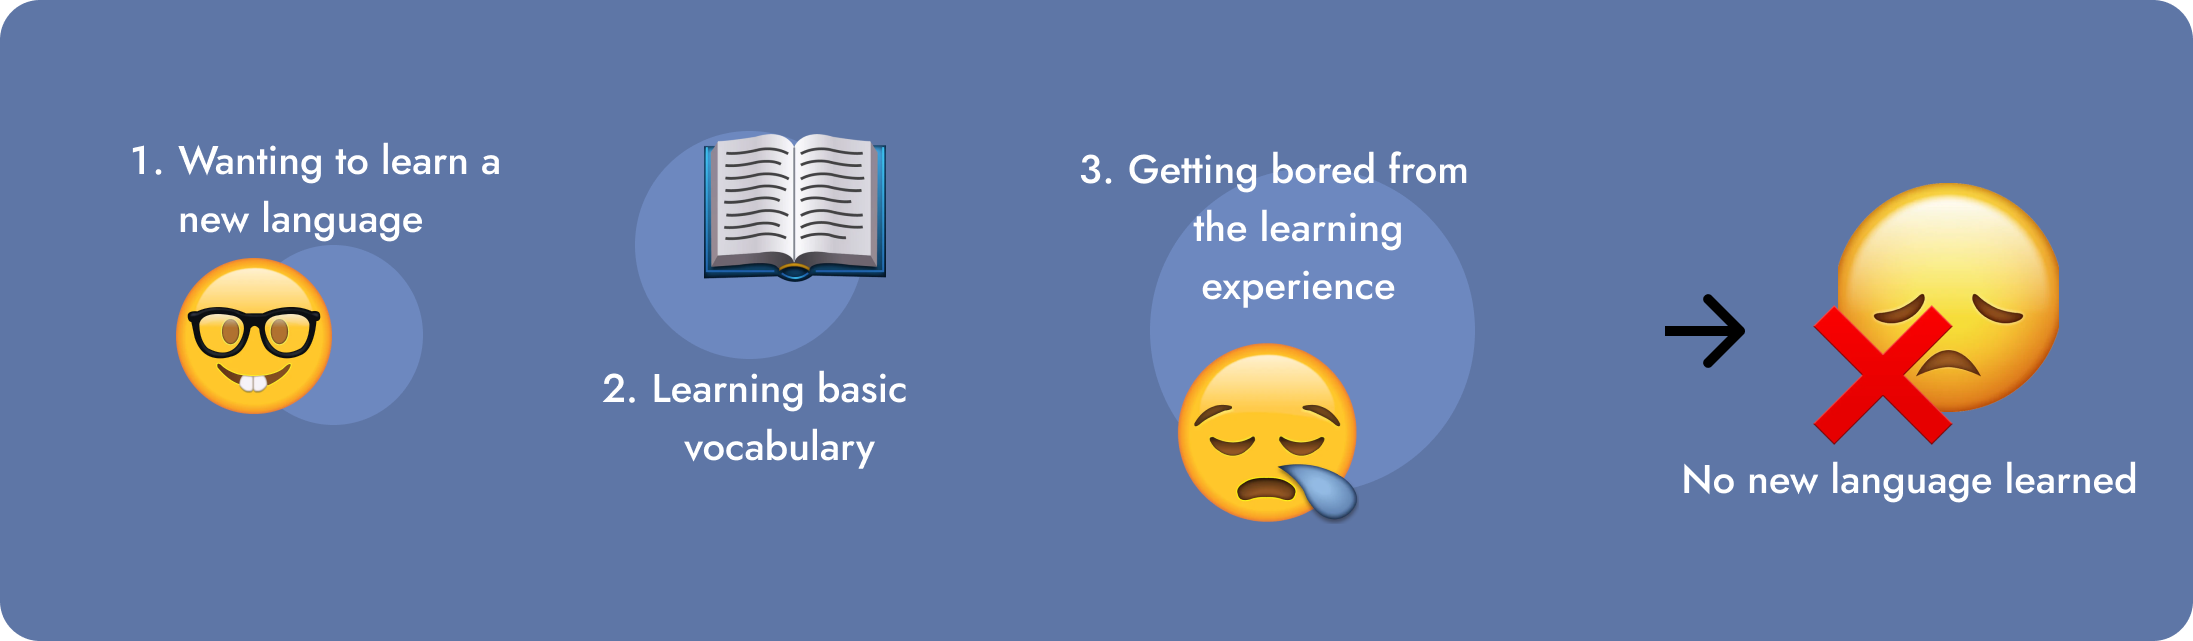 1. Wanting to learn a
new language
2. Learning basic
vocabulary
3. Getting bored from
the learning
experience
No new language learned